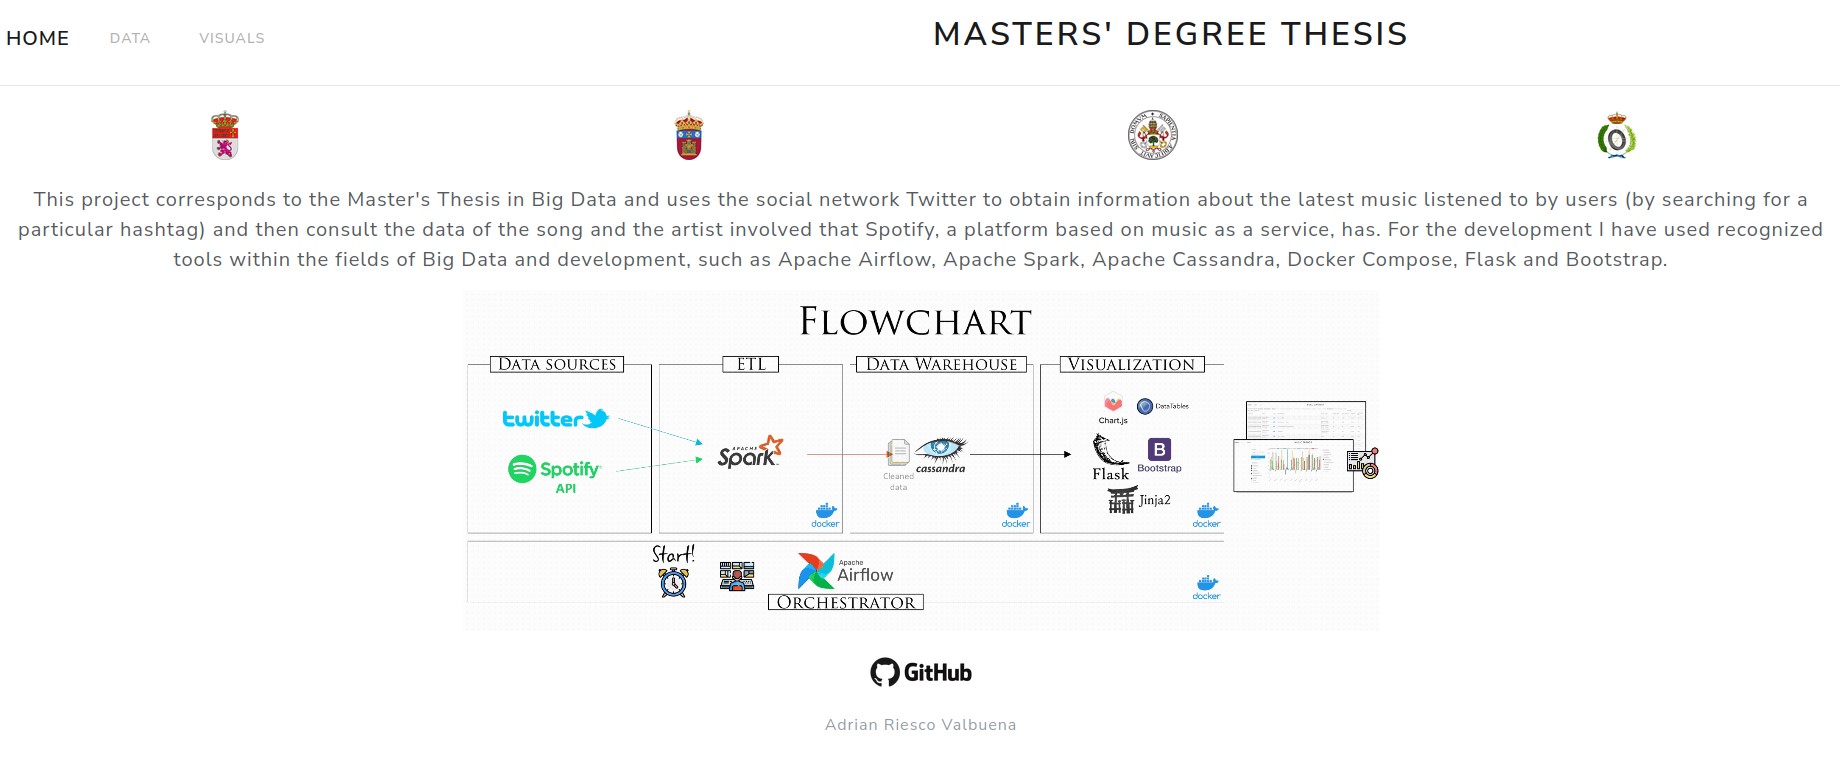 HOME DATA VISUALS MASTERS' DEGREE THESIS
This project corresponds to the Master's Thesis in Big Data and uses the social network Twitter to obtain information about the latest music listened to by users (by searching for a
particular hashtag) and then consult the data of the song and the artist involved that Spotify, a platform based on music as a service, has. For the development I have used recognized
tools within the fields of Big Data and development, such as Apache Airflow, Apache Spark, Apache Cassandra, Docker Compose, Flask and Bootstrap.
FLOWCHART
DATA SOURCES
twitter
Spotify
API
ETL
APACHE
Spark
docker
DATA WAREHOUSE
Cleaned
data
cassandra
docker
VISUALIZATION
Chart.js
DataTables
Flask
B
Bootstrap
Jinja2
docker
Start!
Apache
Airflow
ORCHESTRATOR
docker
GitHub
Adrian Riesco Valbuena